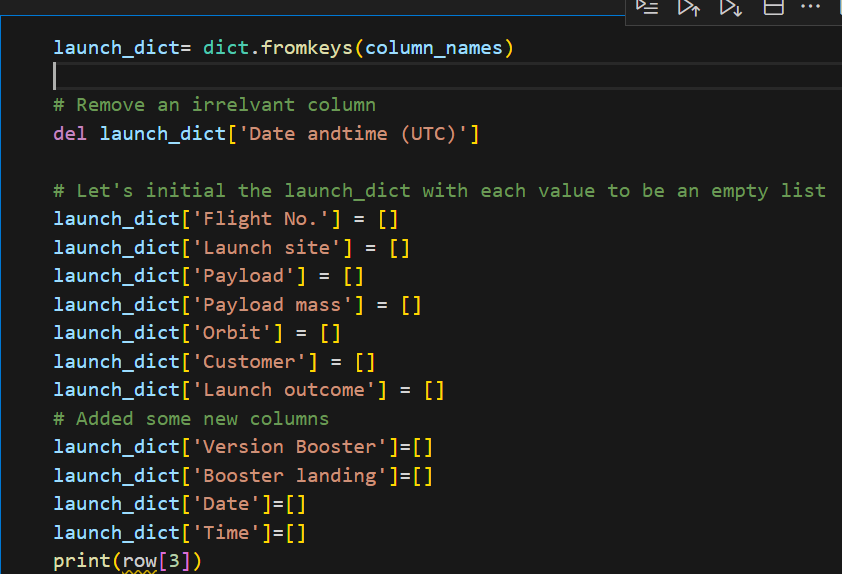 launch_dict= dict.fromkeys(column_names)
# Remove an irrelvant column
del launch_dict['Date andtime (UTC)']
# Let's initial the launch_dict with each value to be an empty list
launch_dict['Flight No.'] = []
launch_dict['Launch site'] = []
launch_dict['Payload'] = []
launch_dict['Payload mass'] = []
launch_dict['Orbit'] = []
launch_dict['Customer'] = []
launch_dict['Launch outcome'] = []
# Added some new columns
launch_dict['Version Booster']=[]
launch_dict['Booster landing']=[]
launch_dict['Date']=[]
launch_dict['Time']=[]
print(row[3])